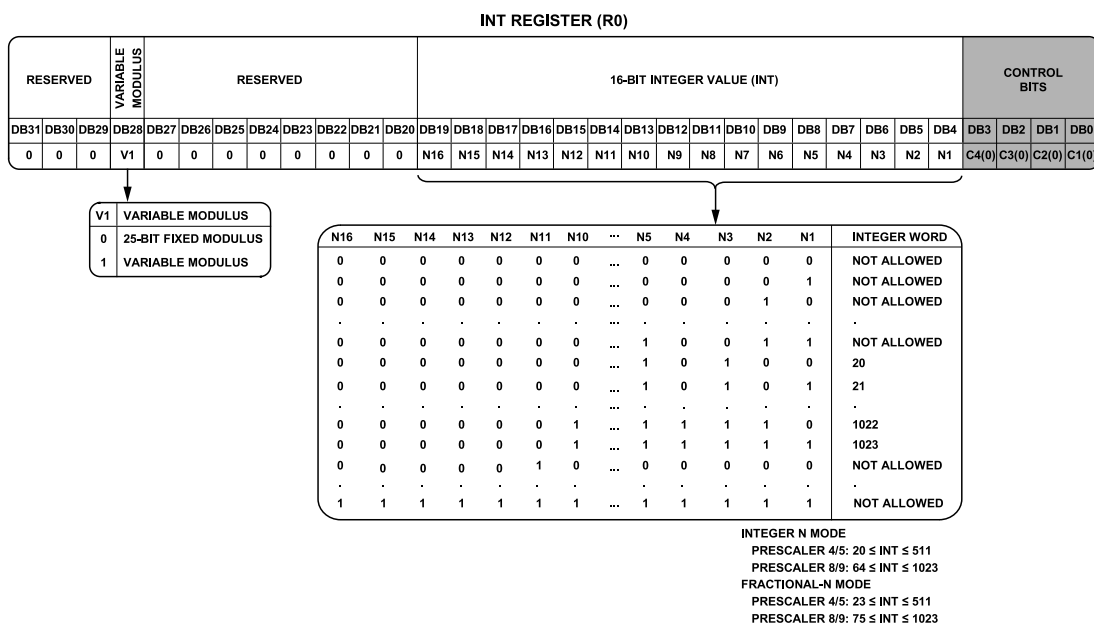 INT REGISTER (R0)
RESERVED VARIABLE MODULUS RESERVED 16-BIT INTEGER VALUE (INT) CONTROL BITS
DB31 DB30 DB29 DB28 DB27 DB26 DB25 DB24 DB23 DB22 DB21 DB20 DB19 DB18 DB17 DB16 DB15 DB14 DB13 DB12 DB11 DB10 DB9 DB8 DB7 DB6 DB5 DB4 DB3 DB2 DB1 DB0
0 0 0 V1 0 0 0 0 0 0 0 0 N16 N15 N14 N13 N12 N11 N10 N9 N8 N7 N6 N5 N4 N3 N2 N1 C4(0) C3(0) C2(0) C1(0)
V1 VARIABLE MODULUS
0 25-BIT FIXED MODULUS
1 VARIABLE MODULUS
N16 N15 N14 N13 N12 N11 N10 ... N5 N4 N3 N2 N1 INTEGER WORD
0 0 0 0 0 0 0 ... 0 0 0 0 0 NOT ALLOWED
0 0 0 0 0 0 0 ... 0 0 0 0 1 NOT ALLOWED
0 0 0 0 0 0 0 ... 0 0 0 1 0 NOT ALLOWED
. . . . . . . ... . . . . . .
0 0 0 0 0 0 0 ... 1 0 0 1 1 NOT ALLOWED
0 0 0 0 0 0 0 ... 1 0 1 0 0 20
0 0 0 0 0 0 0 ... 1 0 1 0 1 21
. . . . . . . ... . . . . . .
0 0 0 0 0 0 1 ... 1 1 1 1 0 1022
0 0 0 0 0 0 1 ... 1 1 1 1 1 1023
0 0 0 0 0 1 0 ... 0 0 0 0 0 NOT ALLOWED
. . . . . . . ... . . . . . .
1 1 1 1 1 1 1 ... 1 1 1 1 1 NOT ALLOWED
INTEGER N MODE
PRESCALER 4/5: 20 ≤ INT ≤ 511
PRESCALER 8/9: 64 ≤ INT ≤ 1023
FRACTIONAL-N MODE
PRESCALER 4/5: 23 ≤ INT ≤ 511
PRESCALER 8/9: 75 ≤ INT ≤ 1023